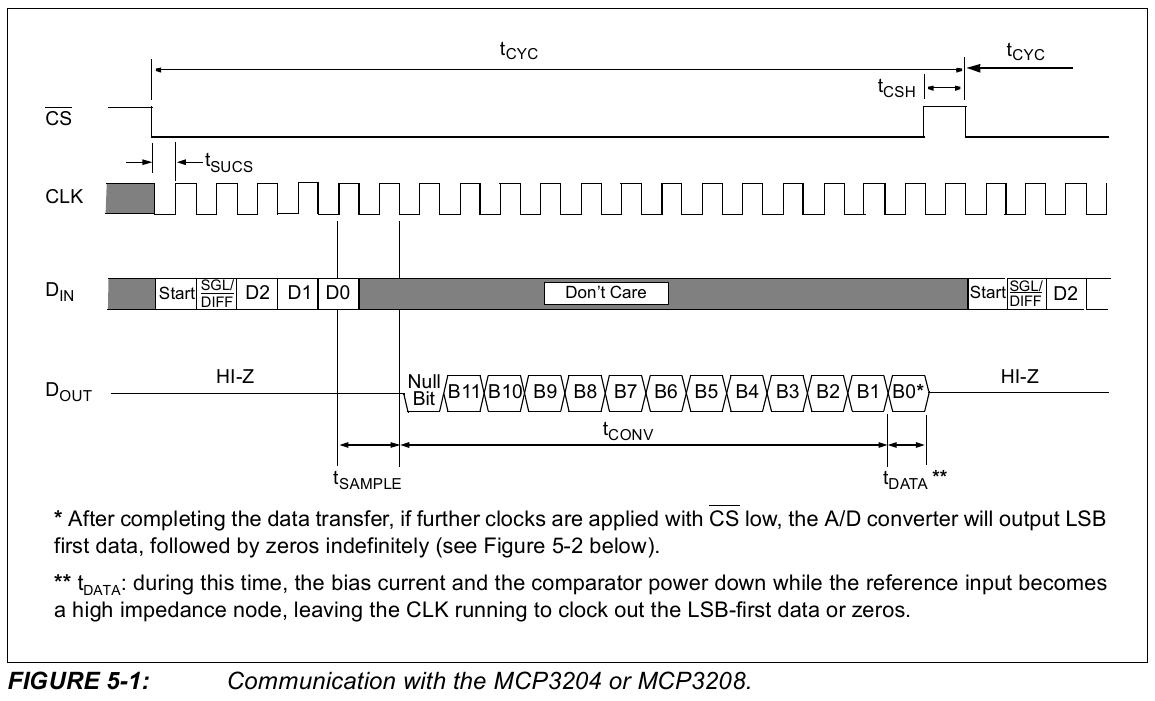 tCYC
tCYC
tCSH
CS
tSUCS
CLK
DIN
Start
SGL/
DIFF
D2
D1
D0
Don't Care
Start
SGL/
DIFF
D2
HI-Z
DOUT
Null
Bit
B11
B10
B9
B8
B7
B6
B5
B4
B3
B2
B1
B0*
HI-Z
tCONV
tSAMPLE
tDATA **
* After completing the data transfer, if further clocks are applied with CS low, the A/D converter will output LSB
first data, followed by zeros indefinitely (see Figure 5-2 below).
** tDATA: during this time, the bias current and the comparator power down while the reference input becomes
a high impedance node, leaving the CLK running to clock out the LSB-first data or zeros.
FIGURE 5-1: Communication with the MCP3204 or MCP3208.